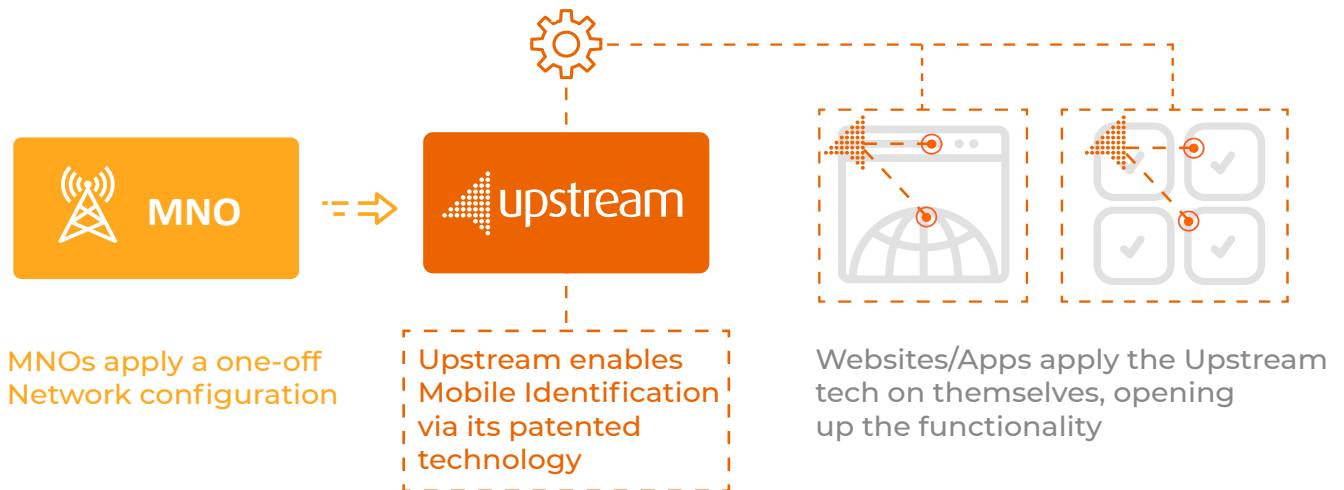 MNO
upstream
MNOs apply a one-off
Network configuration
Upstream enables
Mobile Identification
via its patented
technology
Websites/Apps apply the Upstream
tech on themselves, opening
up the functionality